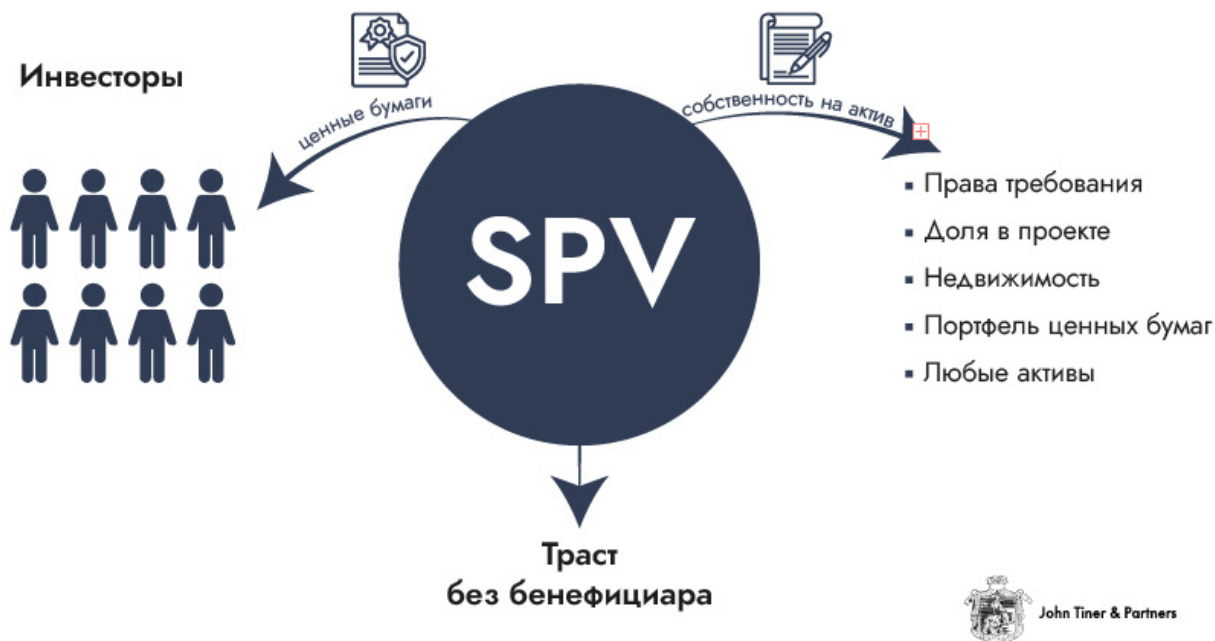 Инвесторы
ценные бумаги
собственность на актив
SPV
▪ Права требования
▪ Доля в проекте
▪ Недвижимость
▪ Портфель ценных бумаг
▪ Любые активы
Траст
без бенефициара
John Tiner & Partners